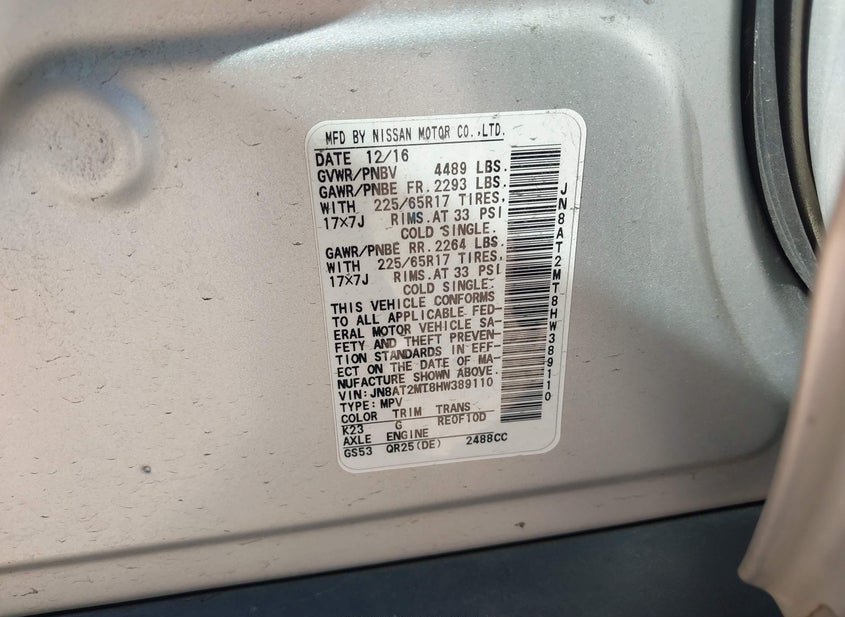 MFD BY NISSAN MOTOR CO.,LTD.
DATE 12/16
GVWR/PNBV 4489 LBS.
GAWR/PNBE FR. 2293 LBS.
WITH 225/65R17 TIRES,
17×7J RIMS.AT 33 PSI
COLD SINGLE.
GAWR/PNBE RR. 2264 LBS.
WITH 225/65R17 TIRES,
17×7J RIMS.AT 33 PSI
COLD SINGLE.
THIS VEHICLE CONFORMS
TO ALL APPLICABLE FED-
ERAL MOTOR VEHICLE SA-
FETY AND THEFT PREVEN-
TION STANDARDS IN EFF-
ECT ON THE DATE OF MA-
NUFACTURE SHOWN ABOVE.
VIN: JN8AT2MT8HW389110
TYPE: MPV
COLOR TRIM TRANS
K23 G RE0F10D
AXLE ENGINE
GS53 QR25(DE) 2488CC
JN8AT2MT8HW389110